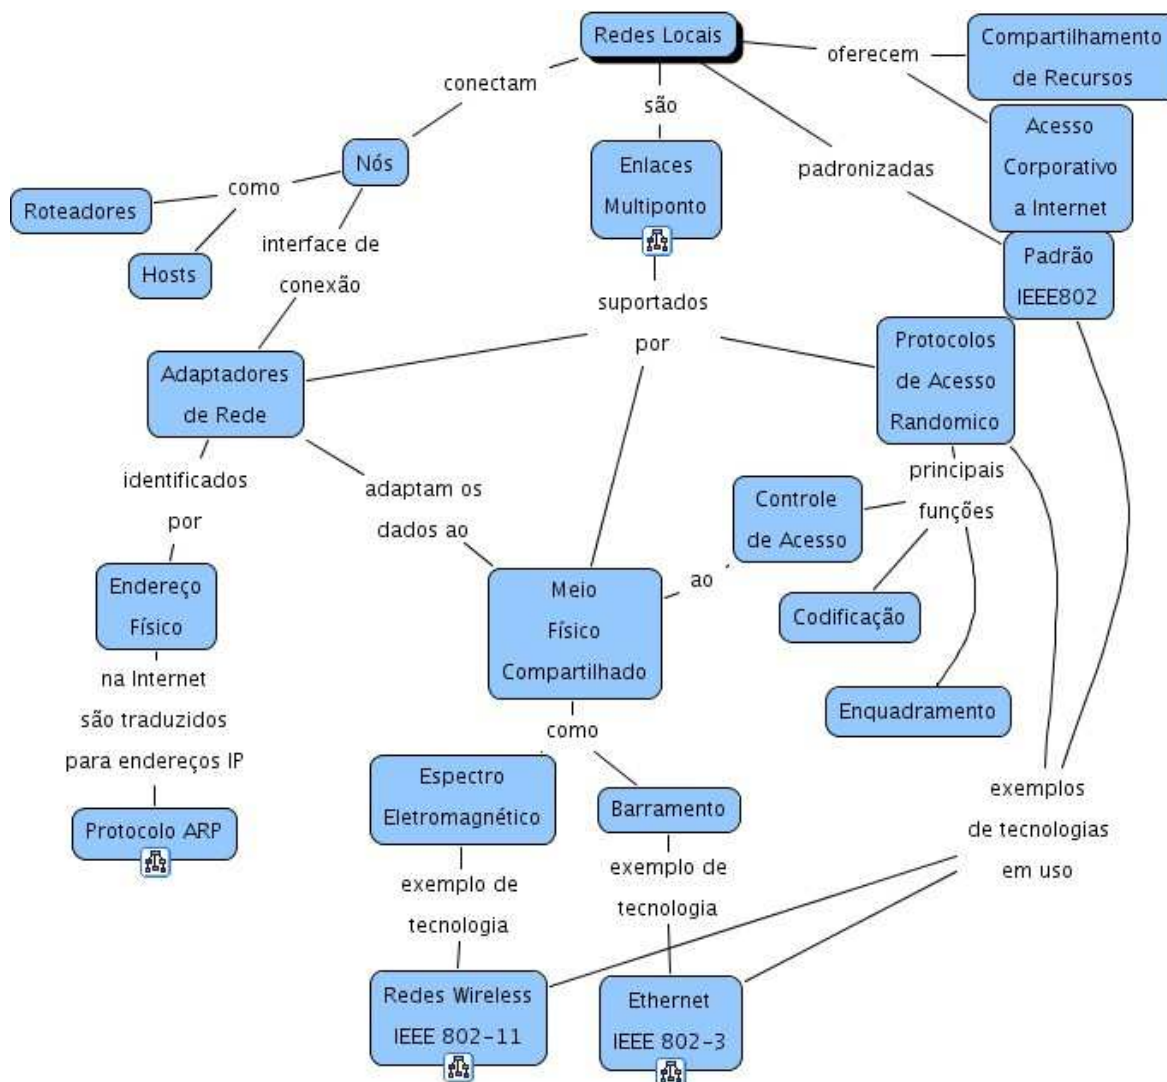 Redes Locais
oferecem
Compartilhamento
de Recursos
conectam
são
padronizadas
Acesso
Corporativo
a Internet
Nós
como
Roteadores
Hosts
Enlaces
Multiponto
interface de
conexão
Padrão
IEEE802
suportados
por
Adaptadores
de Rede
Protocolos
de Acesso
Randomico
identificados
por
adaptam os
dados ao
principais
funções
Controle
de Acesso
ao
Endereço
Físico
Meio
Físico
Compartilhado
Codificação
Enquadramento
na Internet
são traduzidos
para endereços IP
como
Protocolo ARP
Espectro
Eletromagnético
Barramento
exemplos
de tecnologias
em uso
exemplo de
tecnologia
exemplo de
tecnologia
Redes Wireless
IEEE 802-11
Ethernet
IEEE 802-3